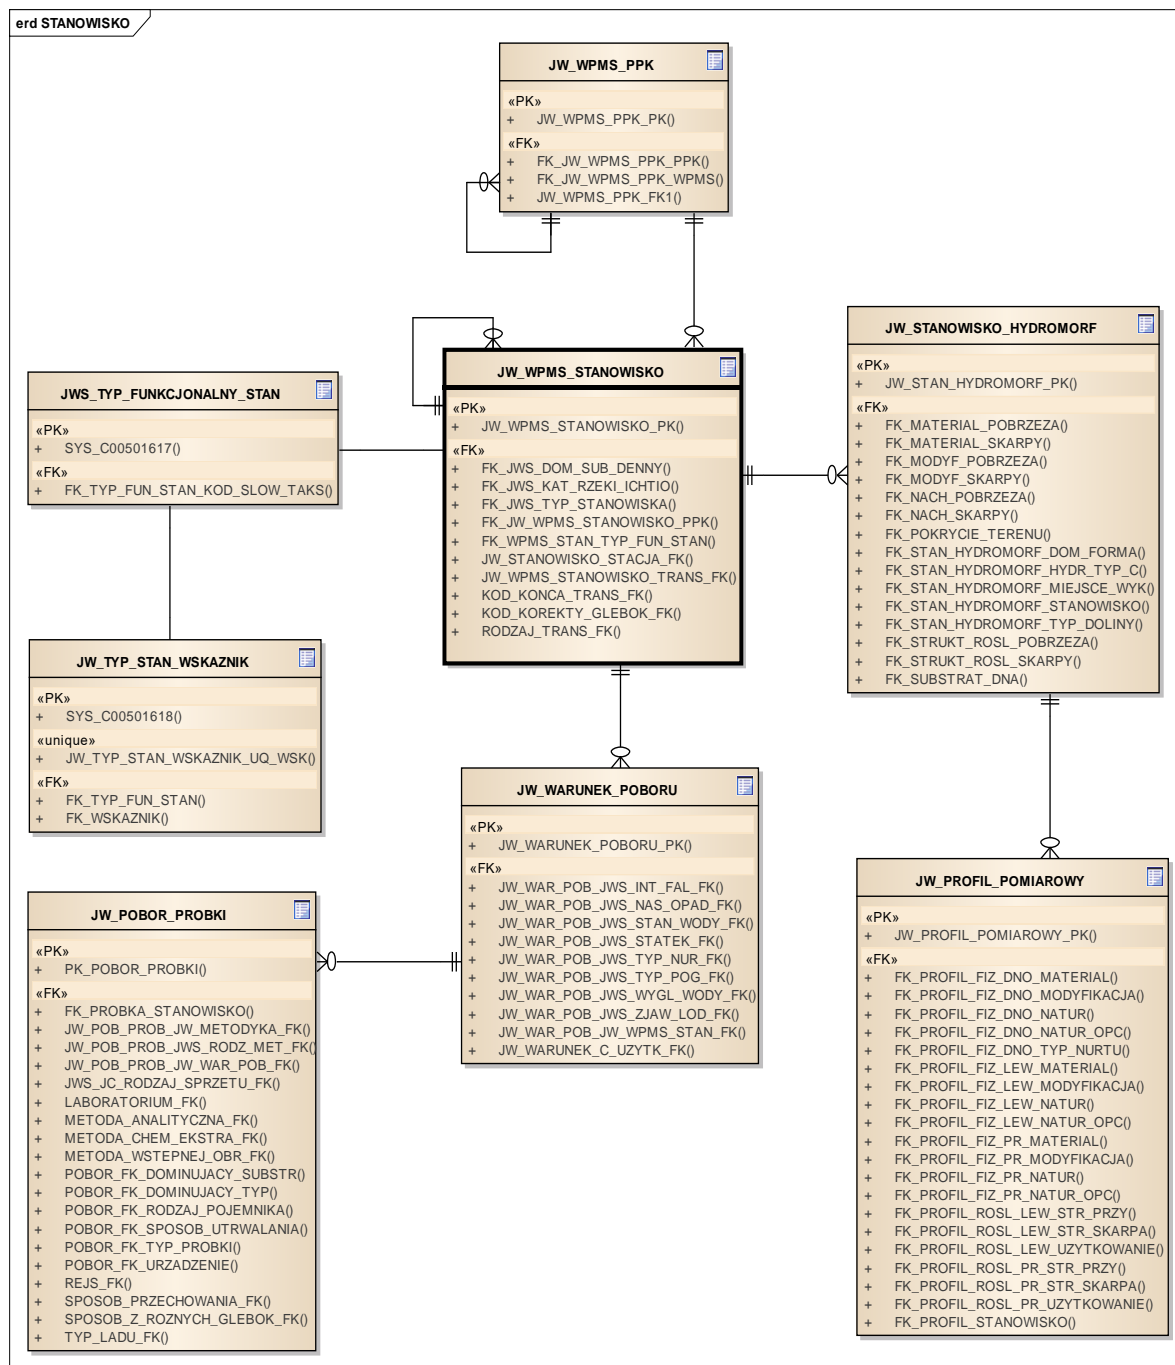 erd STANOWISKO
JW_WPMS_PPK
«PK»
+ JW_WPMS_PPK_PK()
«FK»
+ FK_JW_WPMS_PPK_PPK()
+ FK_JW_WPMS_PPK_WPMS()
+ JW_WPMS_PPK_FK1()
JW_STANOWISKO_HYDROMORF
«PK»
+ JW_STAN_HYDROMORF_PK()
«FK»
+ FK_MATERIAL_POBRZEZA()
+ FK_MATERIAL_SKARPY()
+ FK_MODYF_POBRZEZA()
+ FK_MODYF_SKARPY()
+ FK_NACH_POBRZEZA()
+ FK_NACH_SKARPY()
+ FK_POKRYCIE_TERENU()
+ FK_STAN_HYDROMORF_DOM_FORMA()
+ FK_STAN_HYDROMORF_HYDR_TYP_C()
+ FK_STAN_HYDROMORF_MIEJSCE_WYK()
+ FK_STAN_HYDROMORF_STANOWISKO()
+ FK_STAN_HYDROMORF_TYP_DOLINY()
+ FK_STRUKT_ROSL_POBRZEZA()
+ FK_STRUKT_ROSL_SKARPY()
+ FK_SUBSTRAT_DNA()
JW_WPMS_STANOWISKO
«PK»
+ JW_WPMS_STANOWISKO_PK()
«FK»
+ FK_JWS_DOM_SUB_DENNY()
+ FK_JWS_KAT_RZEKI_ICHTIO()
+ FK_JWS_TYP_STANOWISKA()
+ FK_JW_WPMS_STANOWISKO_PPK()
+ FK_WPMS_STAN_TYP_FUN_STAN()
+ JW_STANOWISKO_STACJA_FK()
+ JW_WPMS_STANOWISKO_TRANS_FK()
+ KOD_KONCA_TRANS_FK()
+ KOD_KOREKTY_GLEBOK_FK()
+ RODZAJ_TRANS_FK()
JWS_TYP_FUNKCJONALNY_STAN
«PK»
+ SYS_C00501617()
«FK»
+ FK_TYP_FUN_STAN_KOD_SLOW_TAKS()
JW_TYP_STAN_WSKAZNIK
«PK»
+ SYS_C00501618()
«unique»
+ JW_TYP_STAN_WSKAZNIK_UQ_WSK()
«FK»
+ FK_TYP_FUN_STAN()
+ FK_WSKAZNIK()
JW_WARUNEK_POBORU
«PK»
+ JW_WARUNEK_POBORU_PK()
«FK»
+ JW_WAR_POB_JWS_INT_FAL_FK()
+ JW_WAR_POB_JWS_NAS_OPAD_FK()
+ JW_WAR_POB_JWS_STAN_WODY_FK()
+ JW_WAR_POB_JWS_STATEK_FK()
+ JW_WAR_POB_JWS_TYP_NUR_FK()
+ JW_WAR_POB_JWS_TYP_POG_FK()
+ JW_WAR_POB_JWS_WYGL_WODY_FK()
+ JW_WAR_POB_JWS_ZJAW_LOD_FK()
+ JW_WAR_POB_JW_WPMS_STAN_FK()
+ JW_WARUNEK_C_UZYTK_FK()
JW_PROFIL_POMIAROWY
«PK»
+ JW_PROFIL_POMIAROWY_PK()
«FK»
+ FK_PROFIL_FIZ_DNO_MATERIAL()
+ FK_PROFIL_FIZ_DNO_MODYFIKACJA()
+ FK_PROFIL_FIZ_DNO_NATUR()
+ FK_PROFIL_FIZ_DNO_NATUR_OPC()
+ FK_PROFIL_FIZ_DNO_TYP_NURTU()
+ FK_PROFIL_FIZ_LEW_MATERIAL()
+ FK_PROFIL_FIZ_LEW_MODYFIKACJA()
+ FK_PROFIL_FIZ_LEW_NATUR()
+ FK_PROFIL_FIZ_LEW_NATUR_OPC()
+ FK_PROFIL_FIZ_PR_MATERIAL()
+ FK_PROFIL_FIZ_PR_MODYFIKACJA()
+ FK_PROFIL_FIZ_PR_NATUR()
+ FK_PROFIL_FIZ_PR_NATUR_OPC()
+ FK_PROFIL_ROSL_LEW_STR_PRZY()
+ FK_PROFIL_ROSL_LEW_STR_SKARPA()
+ FK_PROFIL_ROSL_LEW_UZYTKOWANIE()
+ FK_PROFIL_ROSL_PR_STR_PRZY()
+ FK_PROFIL_ROSL_PR_STR_SKARPA()
+ FK_PROFIL_ROSL_PR_UZYTKOWANIE()
+ FK_PROFIL_STANOWISKO()
JW_POBOR_PROBKI
«PK»
+ PK_POBOR_PROBKI()
«FK»
+ FK_PROBKA_STANOWISKO()
+ JW_POB_PROB_JW_METODYKA_FK()
+ JW_POB_PROB_JWS_RODZ_MET_FK()
+ JW_POB_PROB_JW_WAR_POB_FK()
+ JWS_JC_RODZAJ_SPRZETU_FK()
+ LABORATORIUM_FK()
+ METODA_ANALITYCZNA_FK()
+ METODA_CHEM_EKSTRA_FK()
+ METODA_WSTEPNEJ_OBR_FK()
+ POBOR_FK_DOMINUJACY_SUBSTR()
+ POBOR_FK_DOMINUJACY_TYP()
+ POBOR_FK_RODZAJ_POJEMNIKA()
+ POBOR_FK_SPOSOB_UTRWALANIA()
+ POBOR_FK_TYP_PROBKI()
+ POBOR_FK_URZADZENIE()
+ REJS_FK()
+ SPOSOB_PRZECHOWANIA_FK()
+ SPOSOB_Z_ROZNYCH_GLEBOK_FK()
+ TYP_LADU_FK()